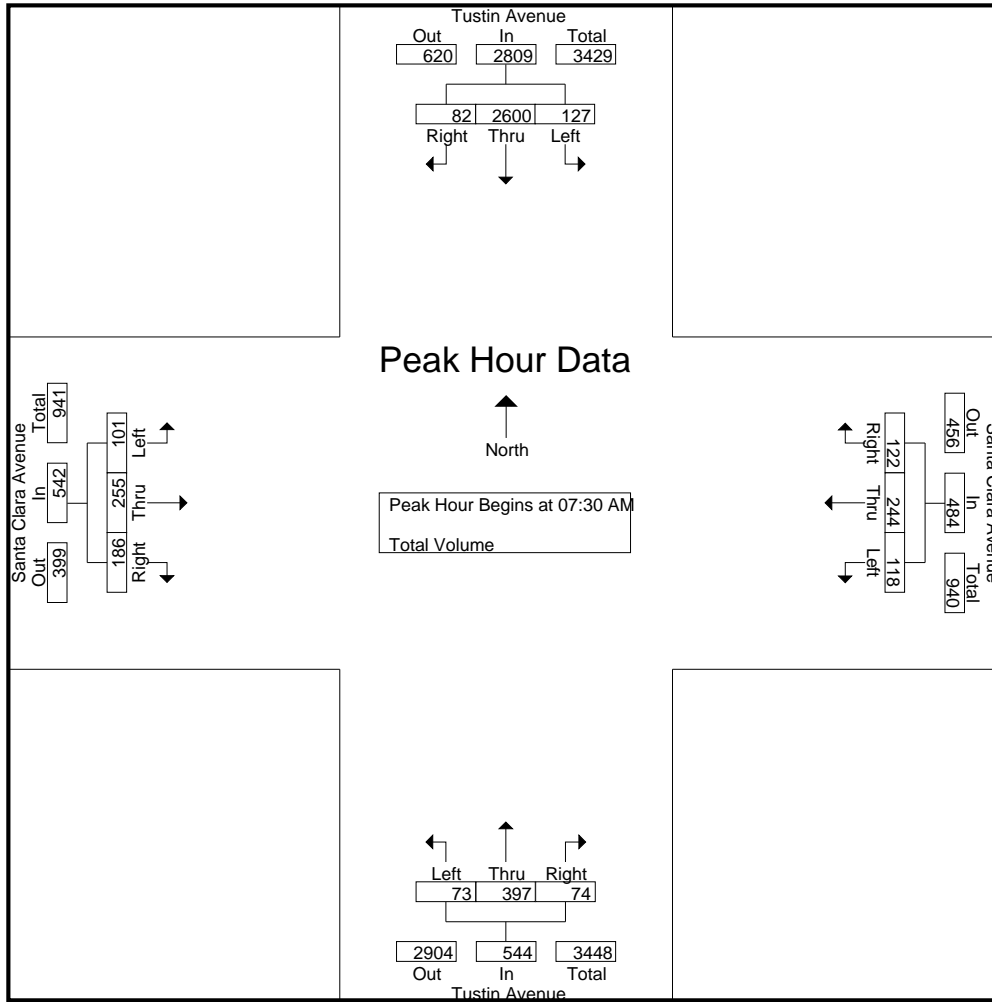 Tustin Avenue
Out In Total
620 2809 3429
82 2600 127
Right Thru Left
Peak Hour Data
North
Peak Hour Begins at 07:30 AM
Total Volume
Santa Clara Avenue
Total In Out
941 542 399
101 255 186
Left Thru Right
Santa Clara Avenue
Out In Total
456 484 940
122 244 118
Right Thru Left
Left Thru Right
73 397 74
2904 544 3448
Out In Total
Tustin Avenue